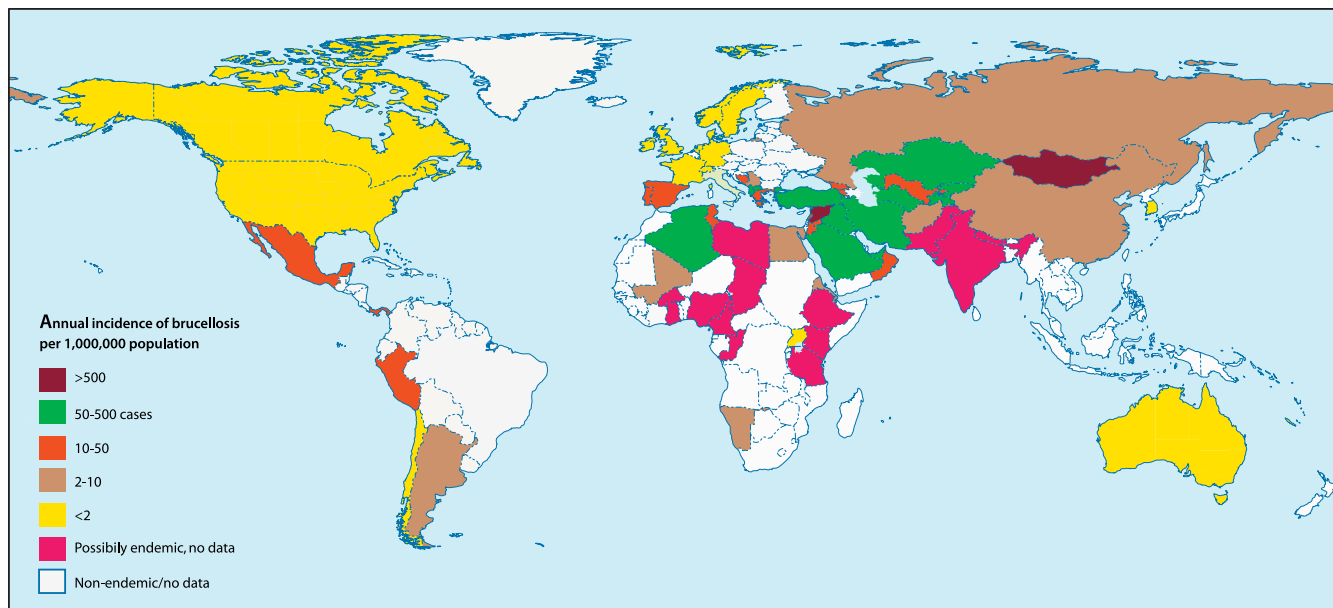 Annual incidence of brucellosis
per 1,000,000 population
>500
50-500 cases
10-50
2-10
<2
Possibily endemic, no data
Non-endemic/no data